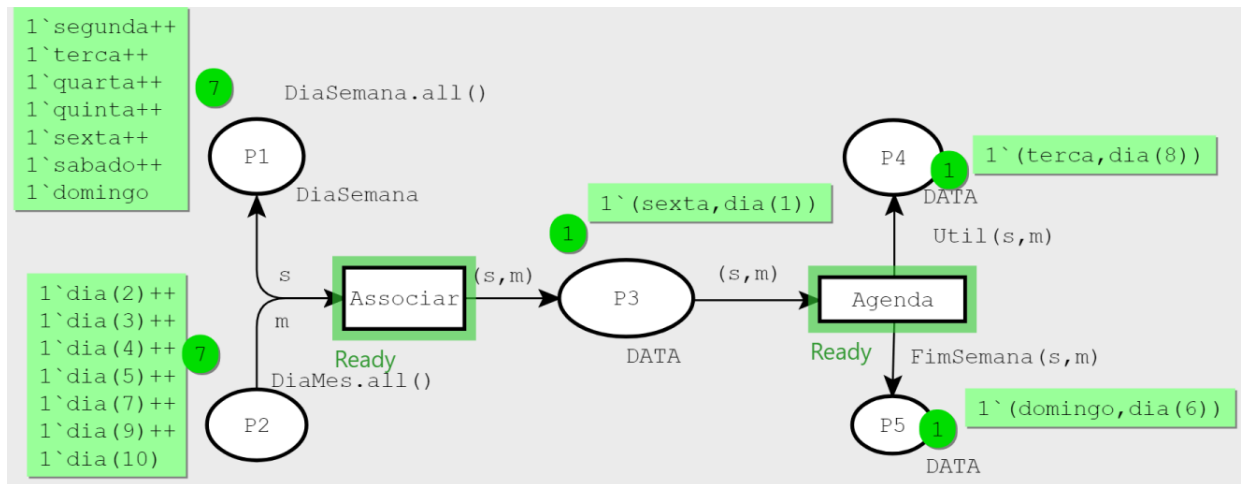 1`segunda++
1`terca++
1`quarta++
1`quinta++
1`sexta++
1`sabado++
1`domingo
7
DiaSemana.all()
P1
DiaSemana
1`dia(2)++
1`dia(3)++
1`dia(4)++
1`dia(5)++
1`dia(7)++
1`dia(9)++
1`dia(10)
7
DiaMes.all()
P2
s
m
Associar
Ready
(s,m)
1`(sexta,dia(1))
1
P3
DATA
(s,m)
Agenda
Ready
P4
1
1`(terca,dia(8))
DATA
Util(s,m)
FimSemana(s,m)
P5
1
1`(domingo,dia(6))
DATA